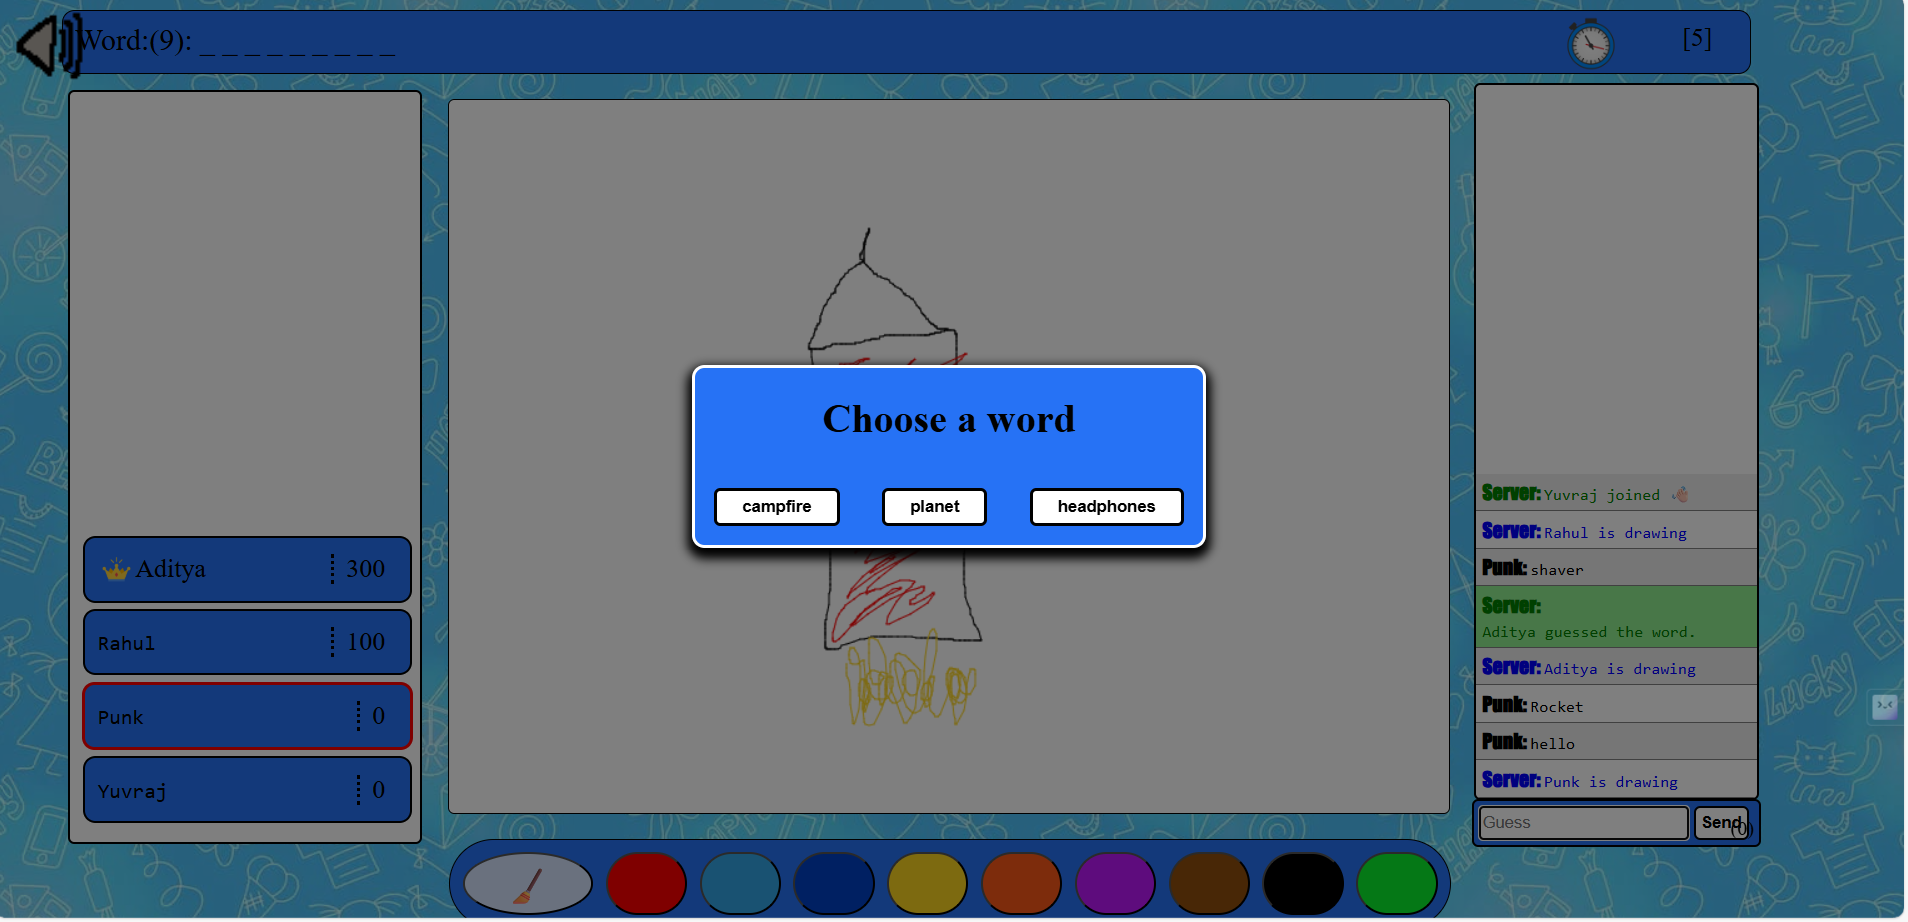 Word:(9): _ _ _ _ _ _ _ _ _
[5]
Aditya 300
Rahul 100
Punk 0
Yuvraj 0
Choose a word
campfire planet headphones
Server: Yuvraj joined
Server: Rahul is drawing
Punk: shaver
Server:
Aditya guessed the word.
Server: Aditya is drawing
Punk: Rocket
Punk: hello
Server: Punk is drawing
Guess Send (0)
Lucky